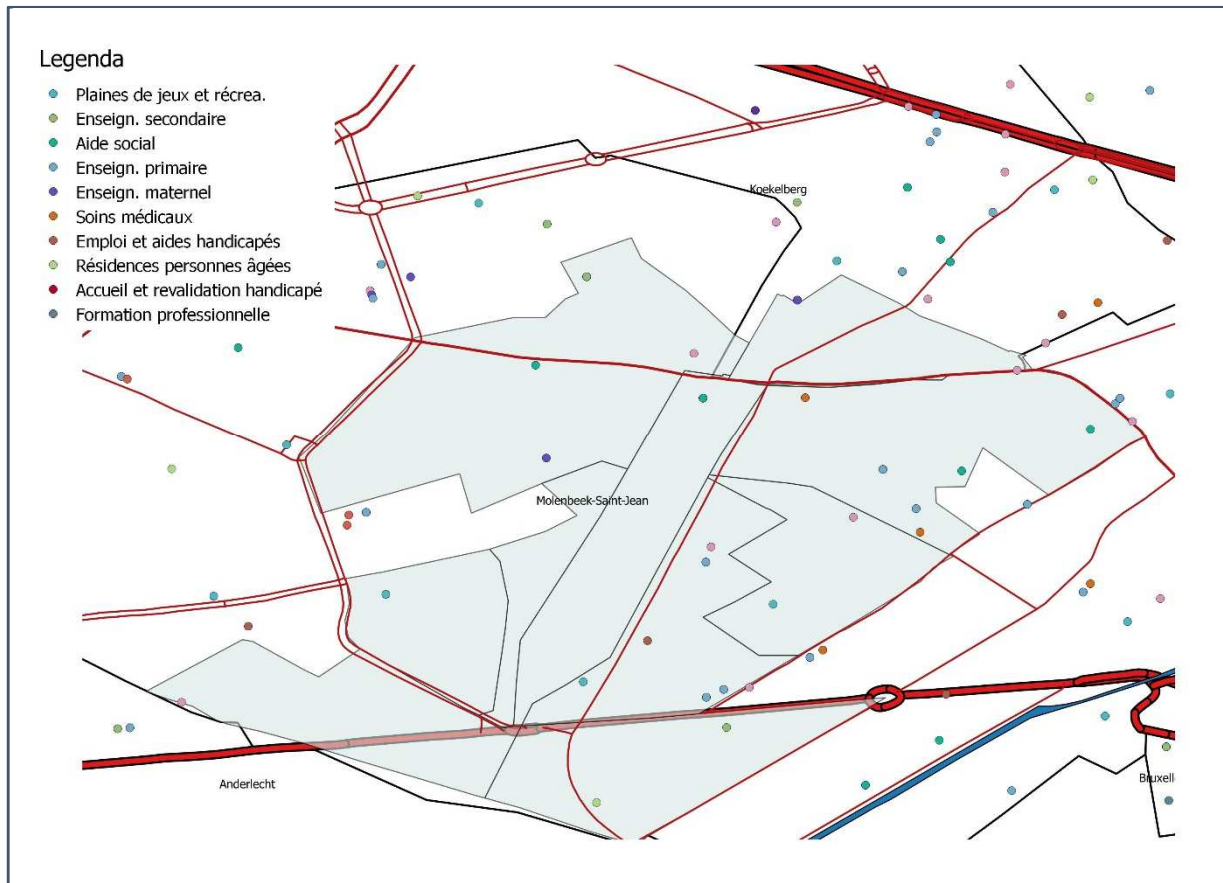 Legenda
Plaines de jeux et récrea.
Enseign. secondaire
Aide social
Enseign. primaire
Enseign. maternel
Soins médicaux
Emploi et aides handicapés
Résidences personnes âgées
Accueil et revalidation handicapé
Formation professionnelle
Koekelberg
Molenbeek-Saint-Jean
Anderlecht
Bruxell